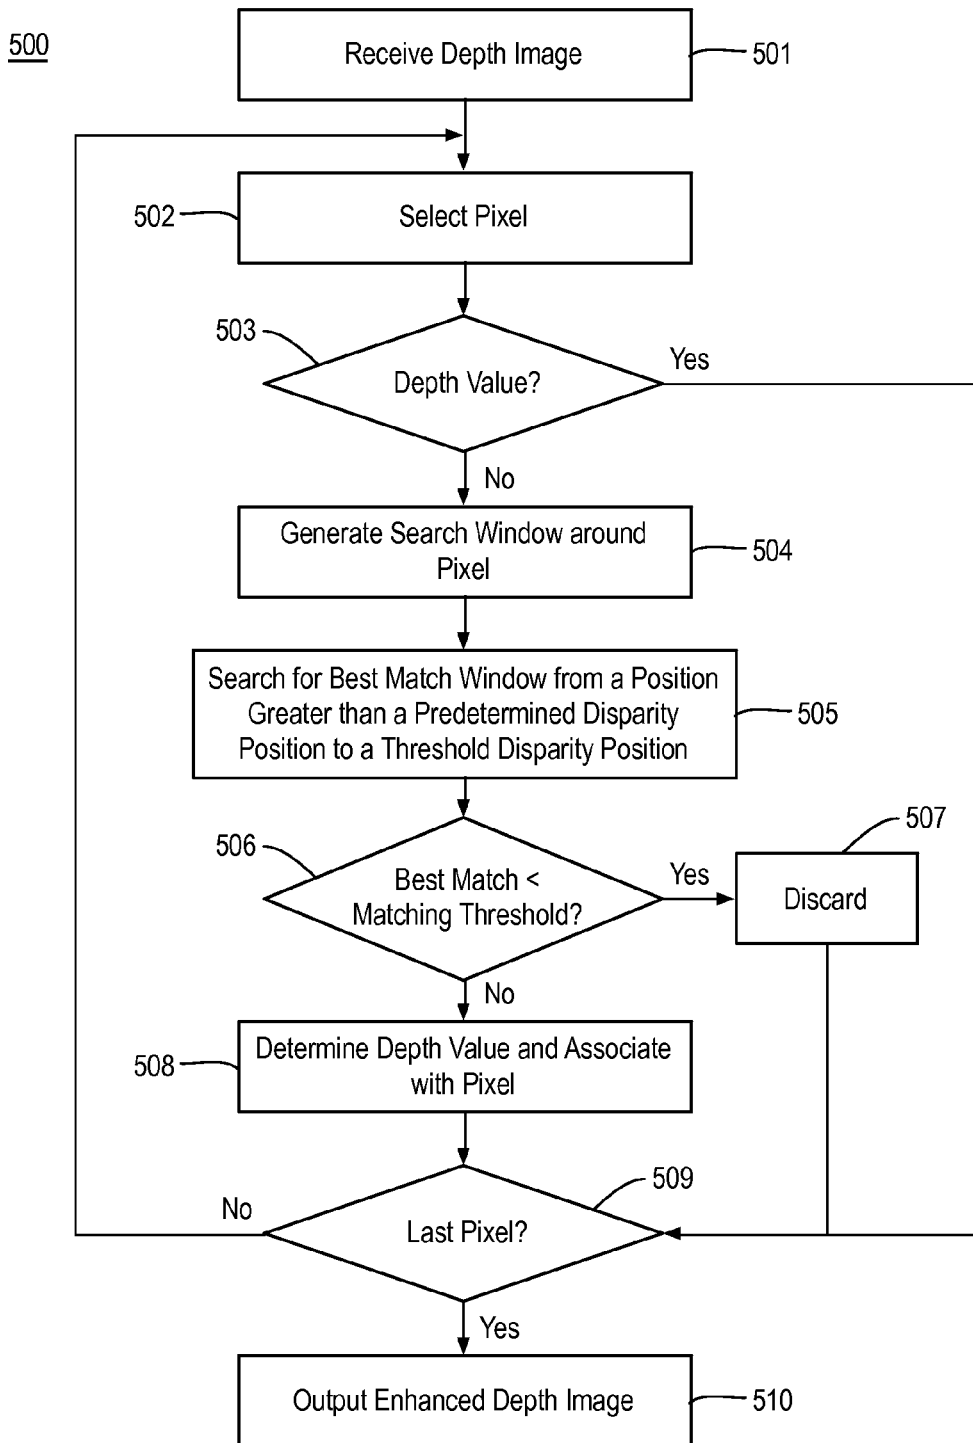 500
Receive Depth Image
501
502
Select Pixel
503
Depth Value?
Yes
No
Generate Search Window around
Pixel
504
Search for Best Match Window from a Position
Greater than a Predetermined Disparity
Position to a Threshold Disparity Position
505
506
Best Match <
Matching Threshold?
Yes
507
Discard
No
508
Determine Depth Value and Associate
with Pixel
509
No
Last Pixel?
Yes
Output Enhanced Depth Image
510